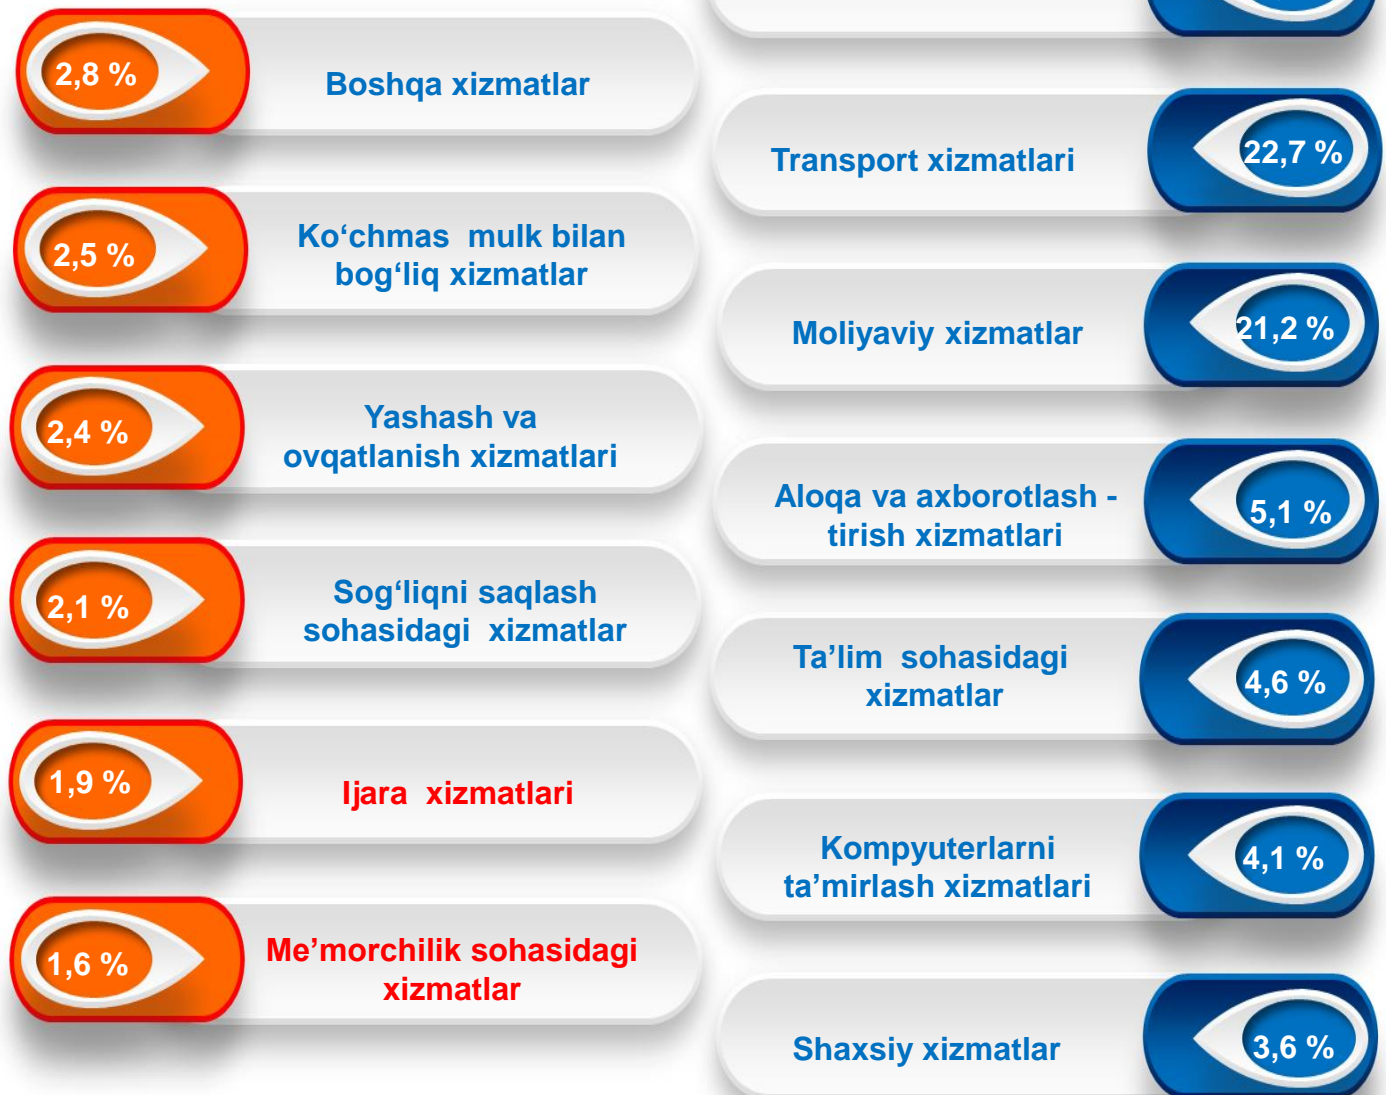 2,8 %
Boshqa xizmatlar
2,5 %
Ko‘chmas mulk bilan
bog‘liq xizmatlar
2,4 %
Yashash va
ovqatlanish xizmatlari
2,1 %
Sog‘liqni saqlash
sohasidagi xizmatlar
1,9 %
Ijara xizmatlari
1,6 %
Me’morchilik sohasidagi
xizmatlar
Transport xizmatlari
22,7 %
Moliyaviy xizmatlar
21,2 %
Aloqa va axborotlash -
tirish xizmatlari
5,1 %
Ta’lim sohasidagi
xizmatlar
4,6 %
Kompyuterlarni
ta’mirlash xizmatlari
4,1 %
Shaxsiy xizmatlar
3,6 %